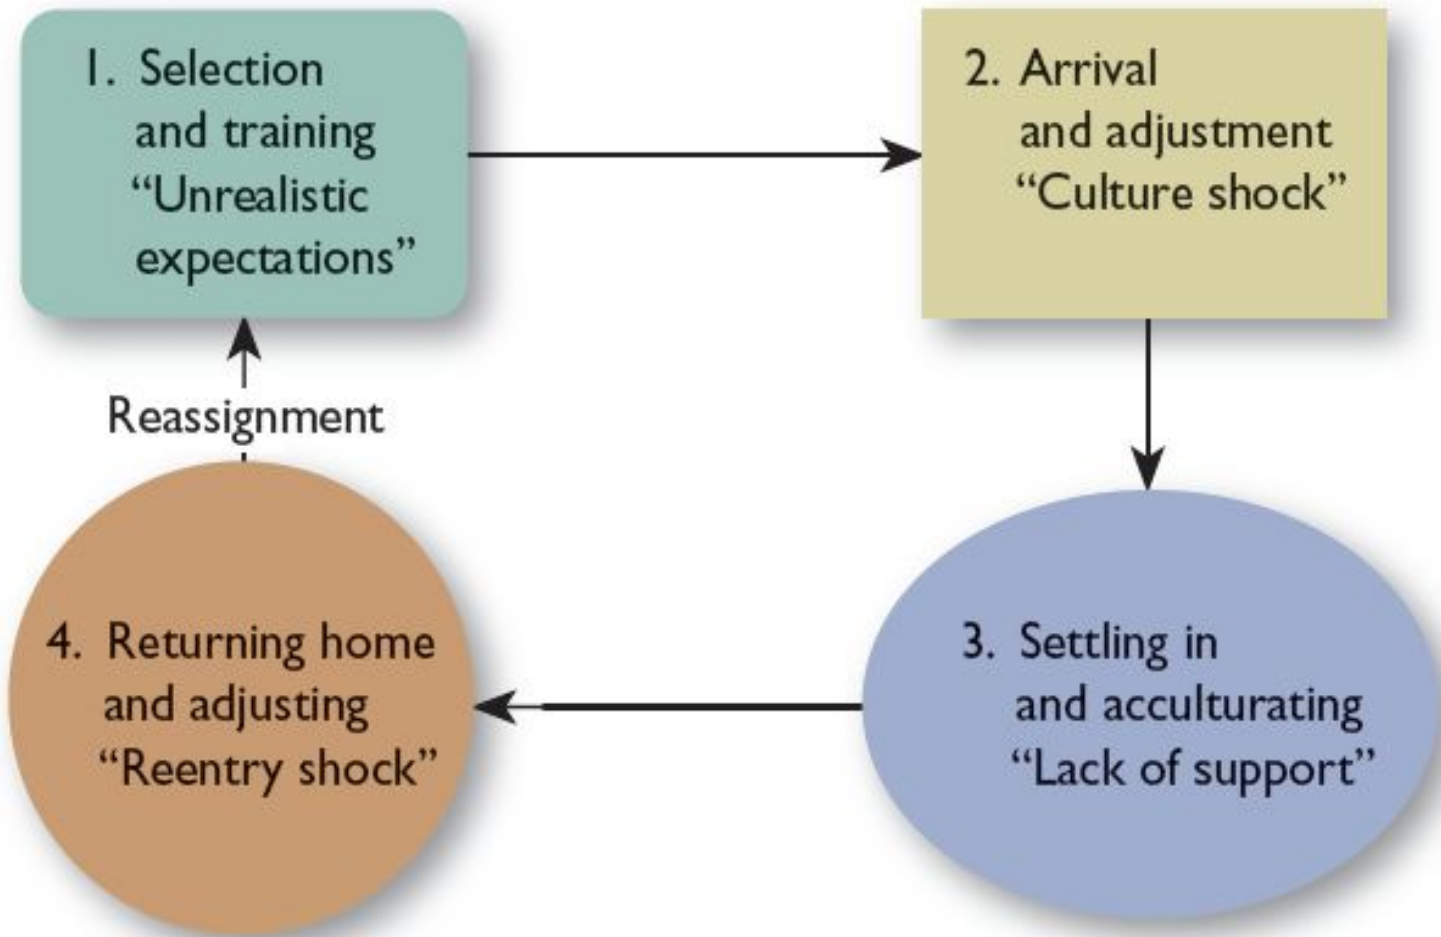 1. Selection
and training
“Unrealistic
expectations”
2. Arrival
and adjustment
“Culture shock”
3. Settling in
and acculturating
“Lack of support”
4. Returning home
and adjusting
“Reentry shock”
Reassignment